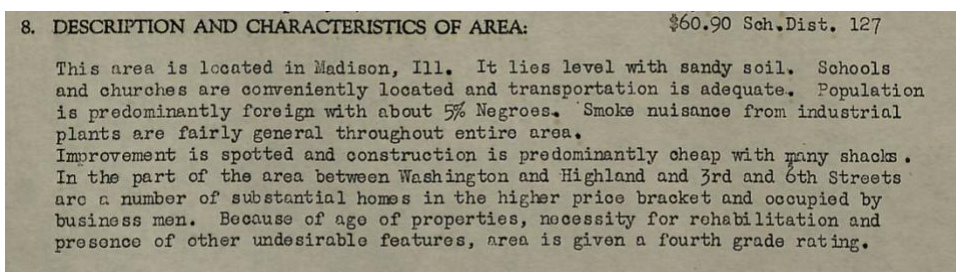 8. DESCRIPTION AND CHARACTERISTICS OF AREA: $60.90 Sch.Dist. 127
This area is located in Madison, Ill. It lies level with sandy soil. Schools
and churches are conveniently located and transportation is adequate. Population
is predominantly foreign with about 5% Negroes. Smoke nuisance from industrial
plants are fairly general throughout entire area.
Improvement is spotted and construction is predominantly cheap with many shacks.
In the part of the area between Washington and Highland and 3rd and 6th Streets
are a number of substantial homes in the higher price bracket and occupied by
business men. Because of age of properties, necessity for rehabilitation and
presence of other undesirable features, area is given a fourth grade rating.